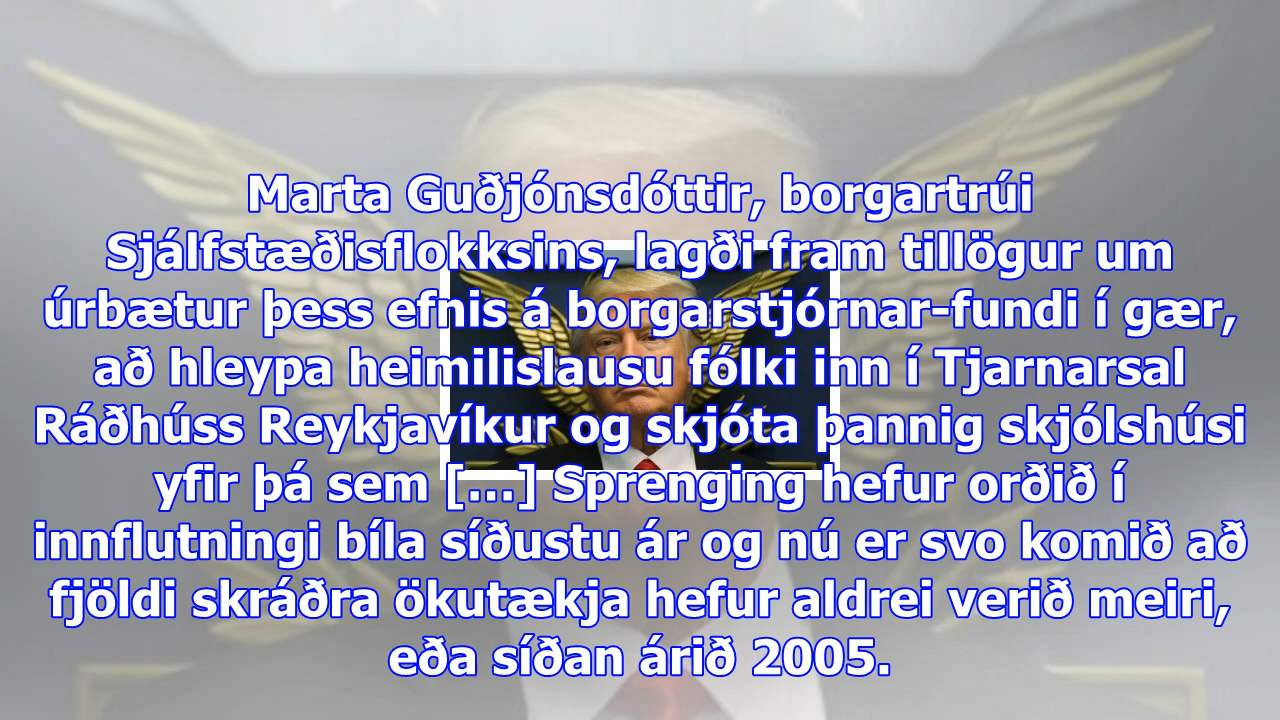 Marta Guðjónsdóttir, borgartrúi
Sjálfstæðisflokksins, lagði fram tillögur um
úrbætur þess efnis á borgarstjórnar-fundi í gær,
að hleypa heimilislausu fólki inn í Tjarnarsal
Ráðhúss Reykjavíkur og skjóta þannig skjólshúsi
yfir þá sem [...] Sprenging hefur orðið í
innflutningi bíla síðustu ár og nú er svo komið að
fjöldi skráðra ökutækja hefur aldrei verið meiri,
eða síðan árið 2005.